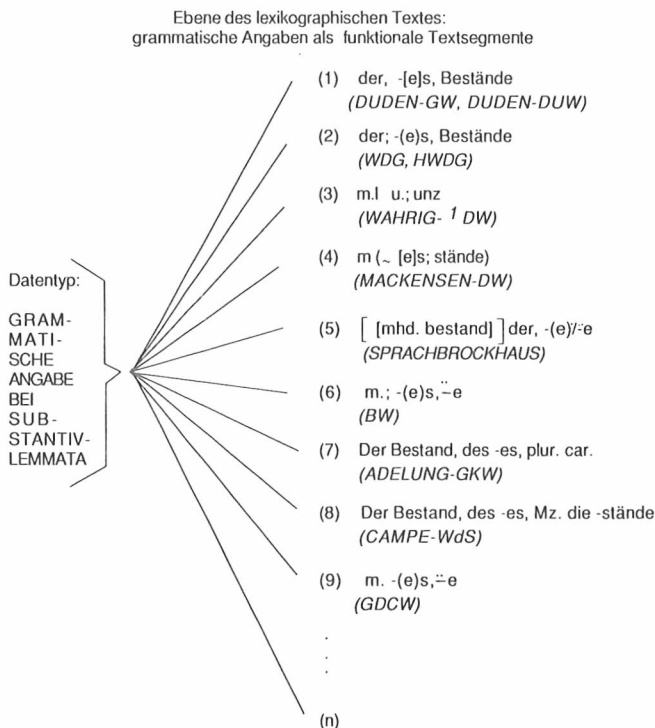 Ebene des lexikographischen Textes:
grammatische Angaben als funktionale Textsegmente
(1) der, -[e]s, Bestände
(DUDEN-GW, DUDEN-DUW)
(2) der; -(e)s, Bestände
(WDG, HWDG)
(3) m.l u.; unz
(WAHRIG- ¹ DW)
(4) m (~ [e]s; stände)
(MACKENSEN-DW)
Datentyp:
GRAM-
MATI-
SCHE
ANGABE
BEI
SUB-
STANTIV-
LEMMATA
(5) [ [mhd. bestand] ] der, -(e)/⸚e
(SPRACHBROCKHAUS)
(6) m.; -(e)s,⸚e
(BW)
(7) Der Bestand, des -es, plur. car.
(ADELUNG-GKW)
(8) Der Bestand, des -es, Mz. die -stände
(CAMPE-WdS)
(9) m. -(e)s,⸚e
(GDCW)
.
.
.
(n)